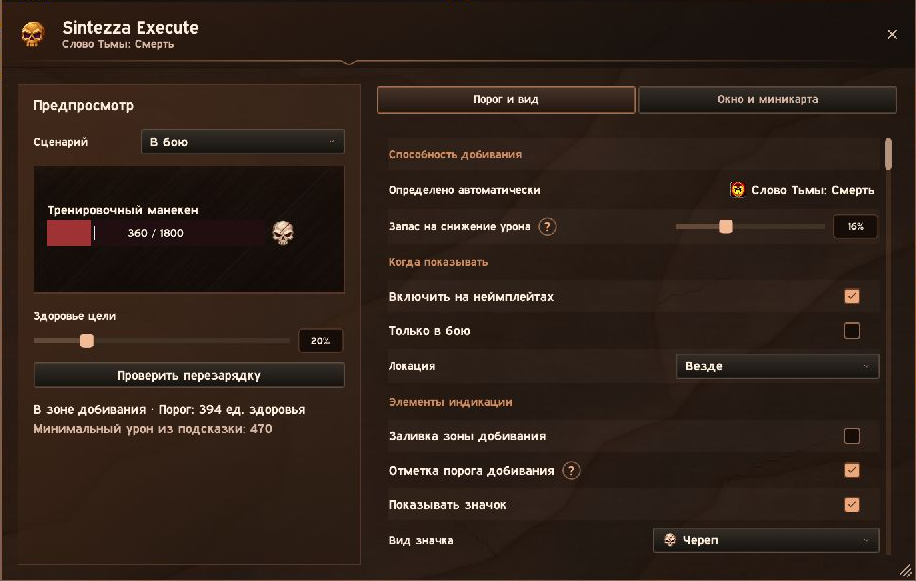 Sintezza Execute
Слово Тьмы: Смерть
Предпросмотр
Сценарий
В бою
Тренировочный манекен
360 / 1800
Здоровье цели
20%
Проверить перезарядку
В зоне добивания · Порог: 394 ед. здоровья
Минимальный урон из подсказки: 470
Порог и вид
Окно и миникарта
Способность добивания
Определено автоматически
Слово Тьмы: Смерть
Запас на снижение урона ?
16%
Когда показывать
Включить на неймплейтах
Только в бою
Локация
Везде
Элементы индикации
Заливка зоны добивания
Отметка порога добивания ?
Показывать значок
Вид значка
Череп